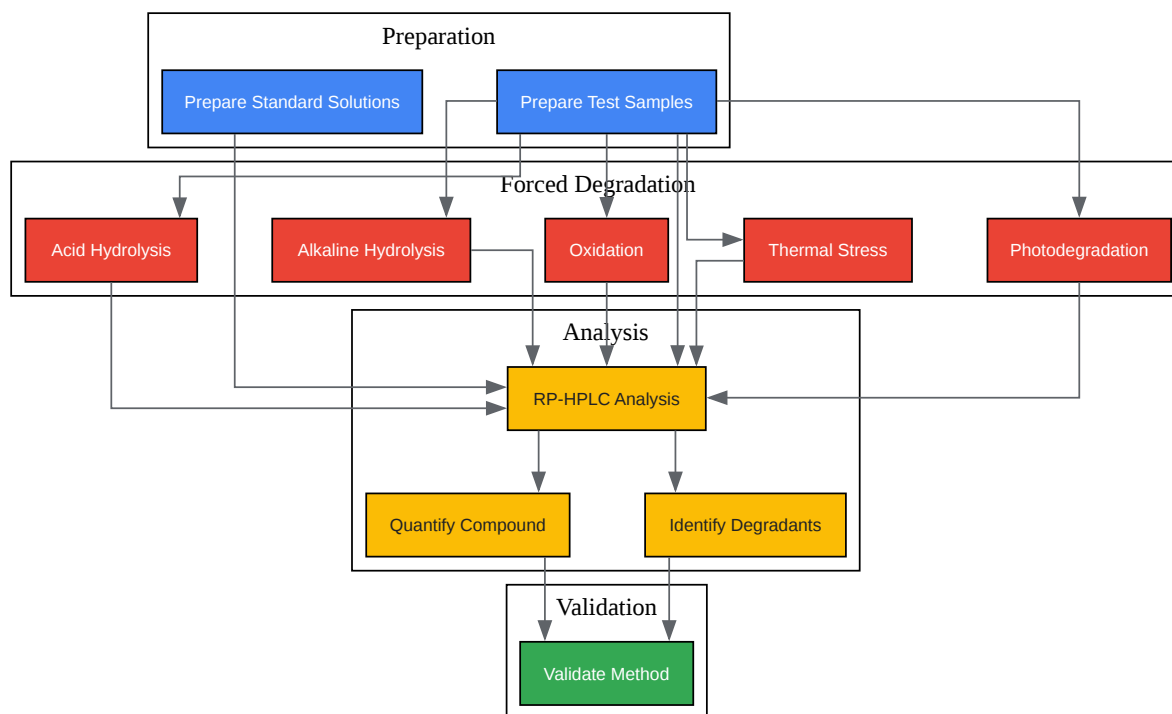 Preparation
Prepare Standard Solutions
Prepare Test Samples
Forced Degradation
Acid Hydrolysis
Alkaline Hydrolysis
Oxidation
Thermal Stress
Photodegradation
Analysis
RP-HPLC Analysis
Quantify Compound
Identify Degradants
Validation
Validate Method